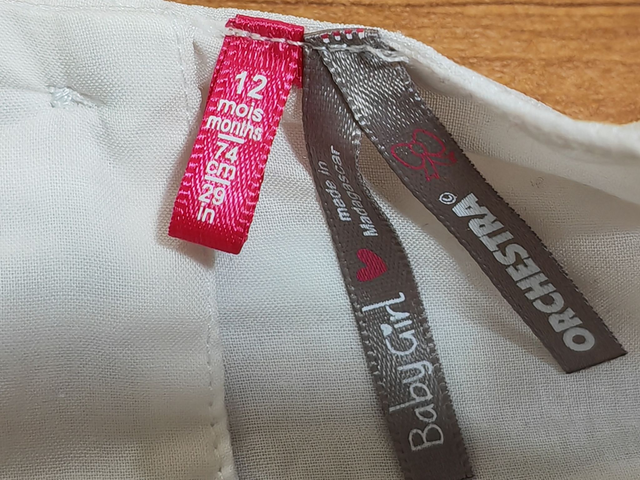 12
mois
months
74
cm
29
in
made in
Madagascar
Baby Girl
ORCHESTRA®